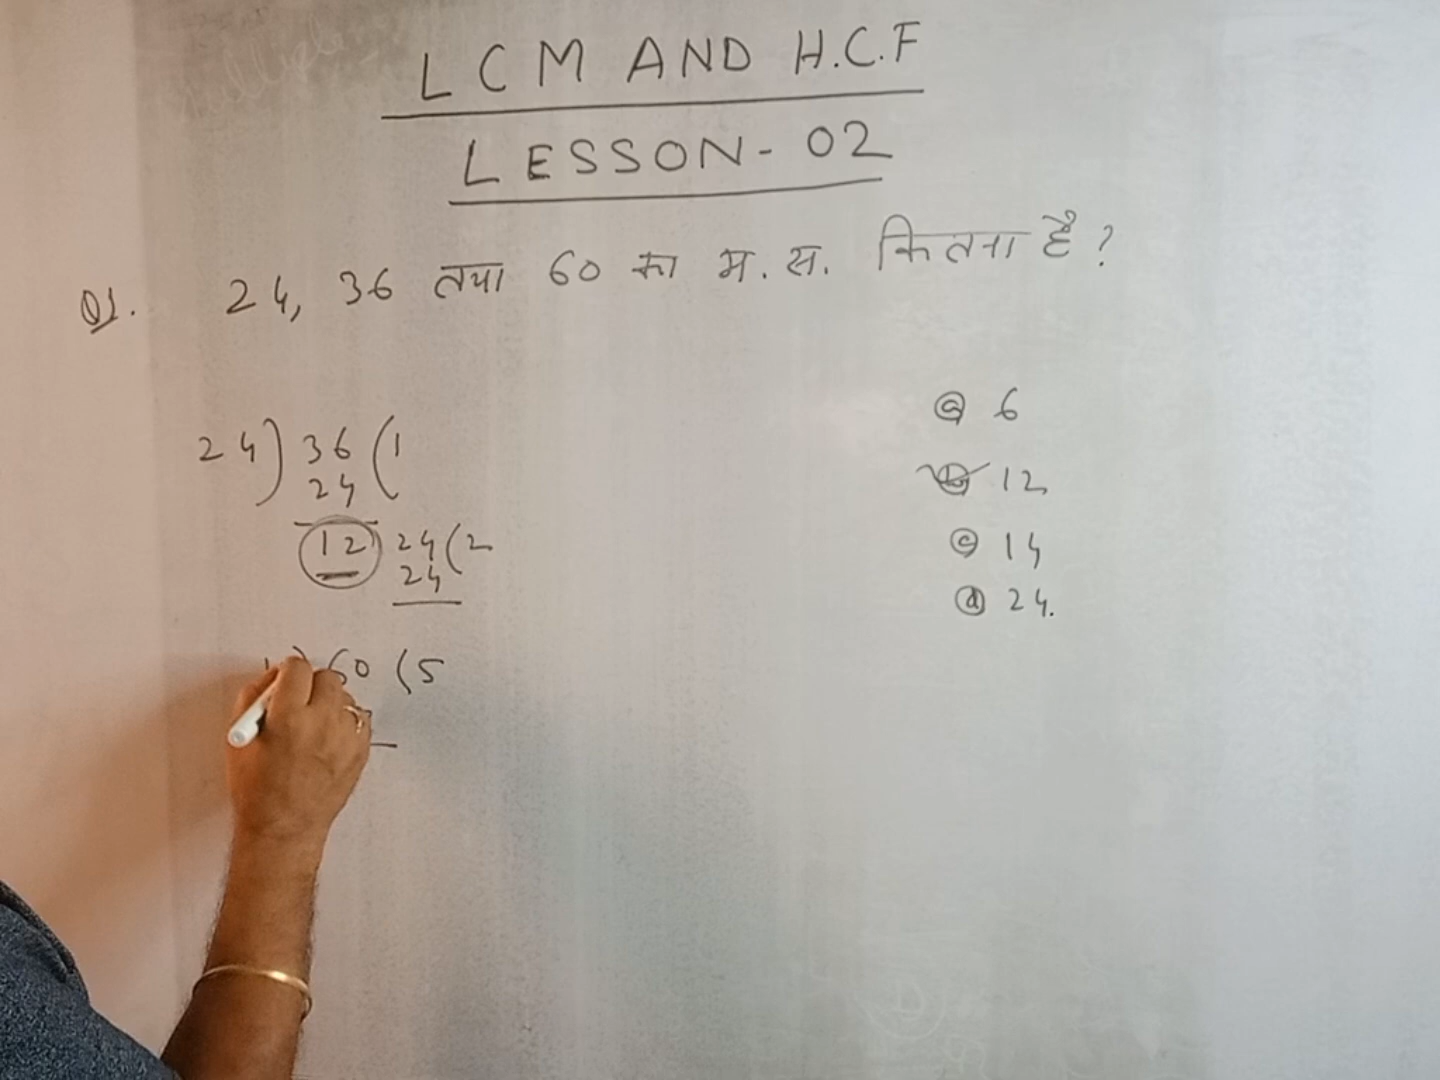 LCM AND H.C.F
LESSON-02
Q1. 24, 36 तथा 60 का म.स. कितना है?
24) 36 (1
24
12) 24 (2
24
) 60 (5
(a) 6
(b) 12
(c) 14
(d) 24.